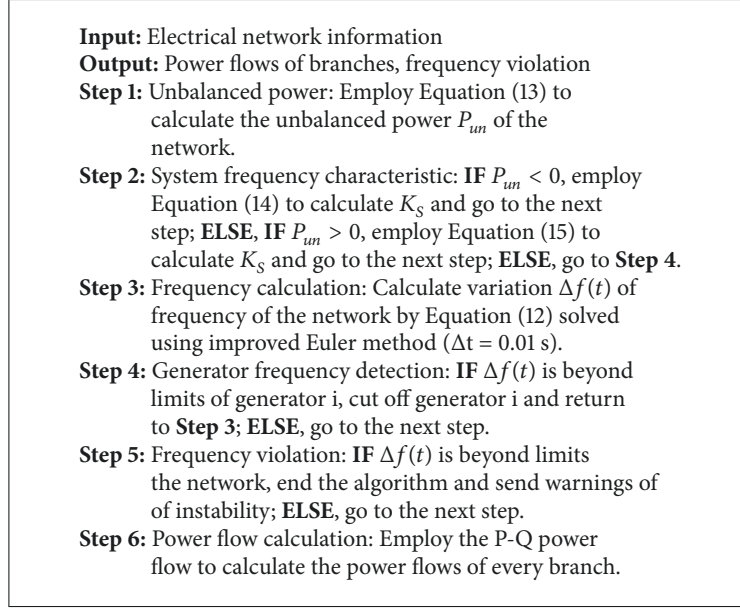 Input: Electrical network information
Output: Power flows of branches, frequency violation
Step 1: Unbalanced power: Employ Equation (13) to
calculate the unbalanced power P_un of the
network.
Step 2: System frequency characteristic: IF P_un < 0, employ
Equation (14) to calculate K_S and go to the next
step; ELSE, IF P_un > 0, employ Equation (15) to
calculate K_S and go to the next step; ELSE, go to Step 4.
Step 3: Frequency calculation: Calculate variation Δf(t) of
frequency of the network by Equation (12) solved
using improved Euler method (Δt = 0.01 s).
Step 4: Generator frequency detection: IF Δf(t) is beyond
limits of generator i, cut off generator i and return
to Step 3; ELSE, go to the next step.
Step 5: Frequency violation: IF Δf(t) is beyond limits
the network, end the algorithm and send warnings of
of instability; ELSE, go to the next step.
Step 6: Power flow calculation: Employ the P-Q power
flow to calculate the power flows of every branch.